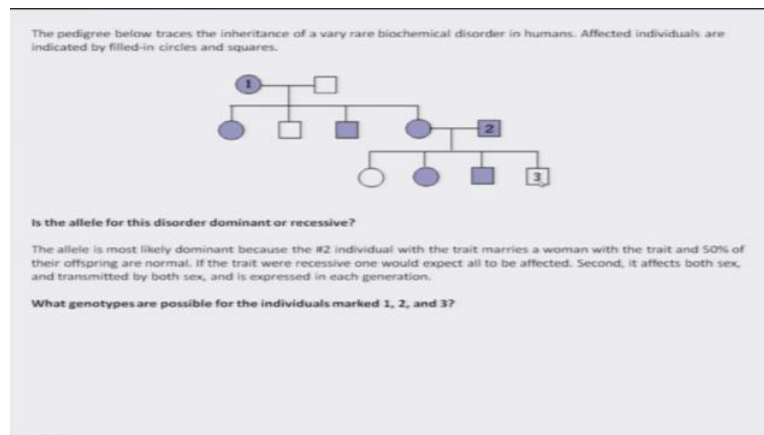 The pedigree below traces the inheritance of a vary rare biochemical disorder in humans. Affected individuals are
indicated by filled-in circles and squares.
1
2
3
Is the allele for this disorder dominant or recessive?
The allele is most likely dominant because the #2 individual with the trait marries a woman with the trait and 50% of
their offspring are normal. If the trait were recessive one would expect all to be affected. Second, it affects both sex,
and transmitted by both sex, and is expressed in each generation.
What genotypes are possible for the individuals marked 1, 2, and 3?